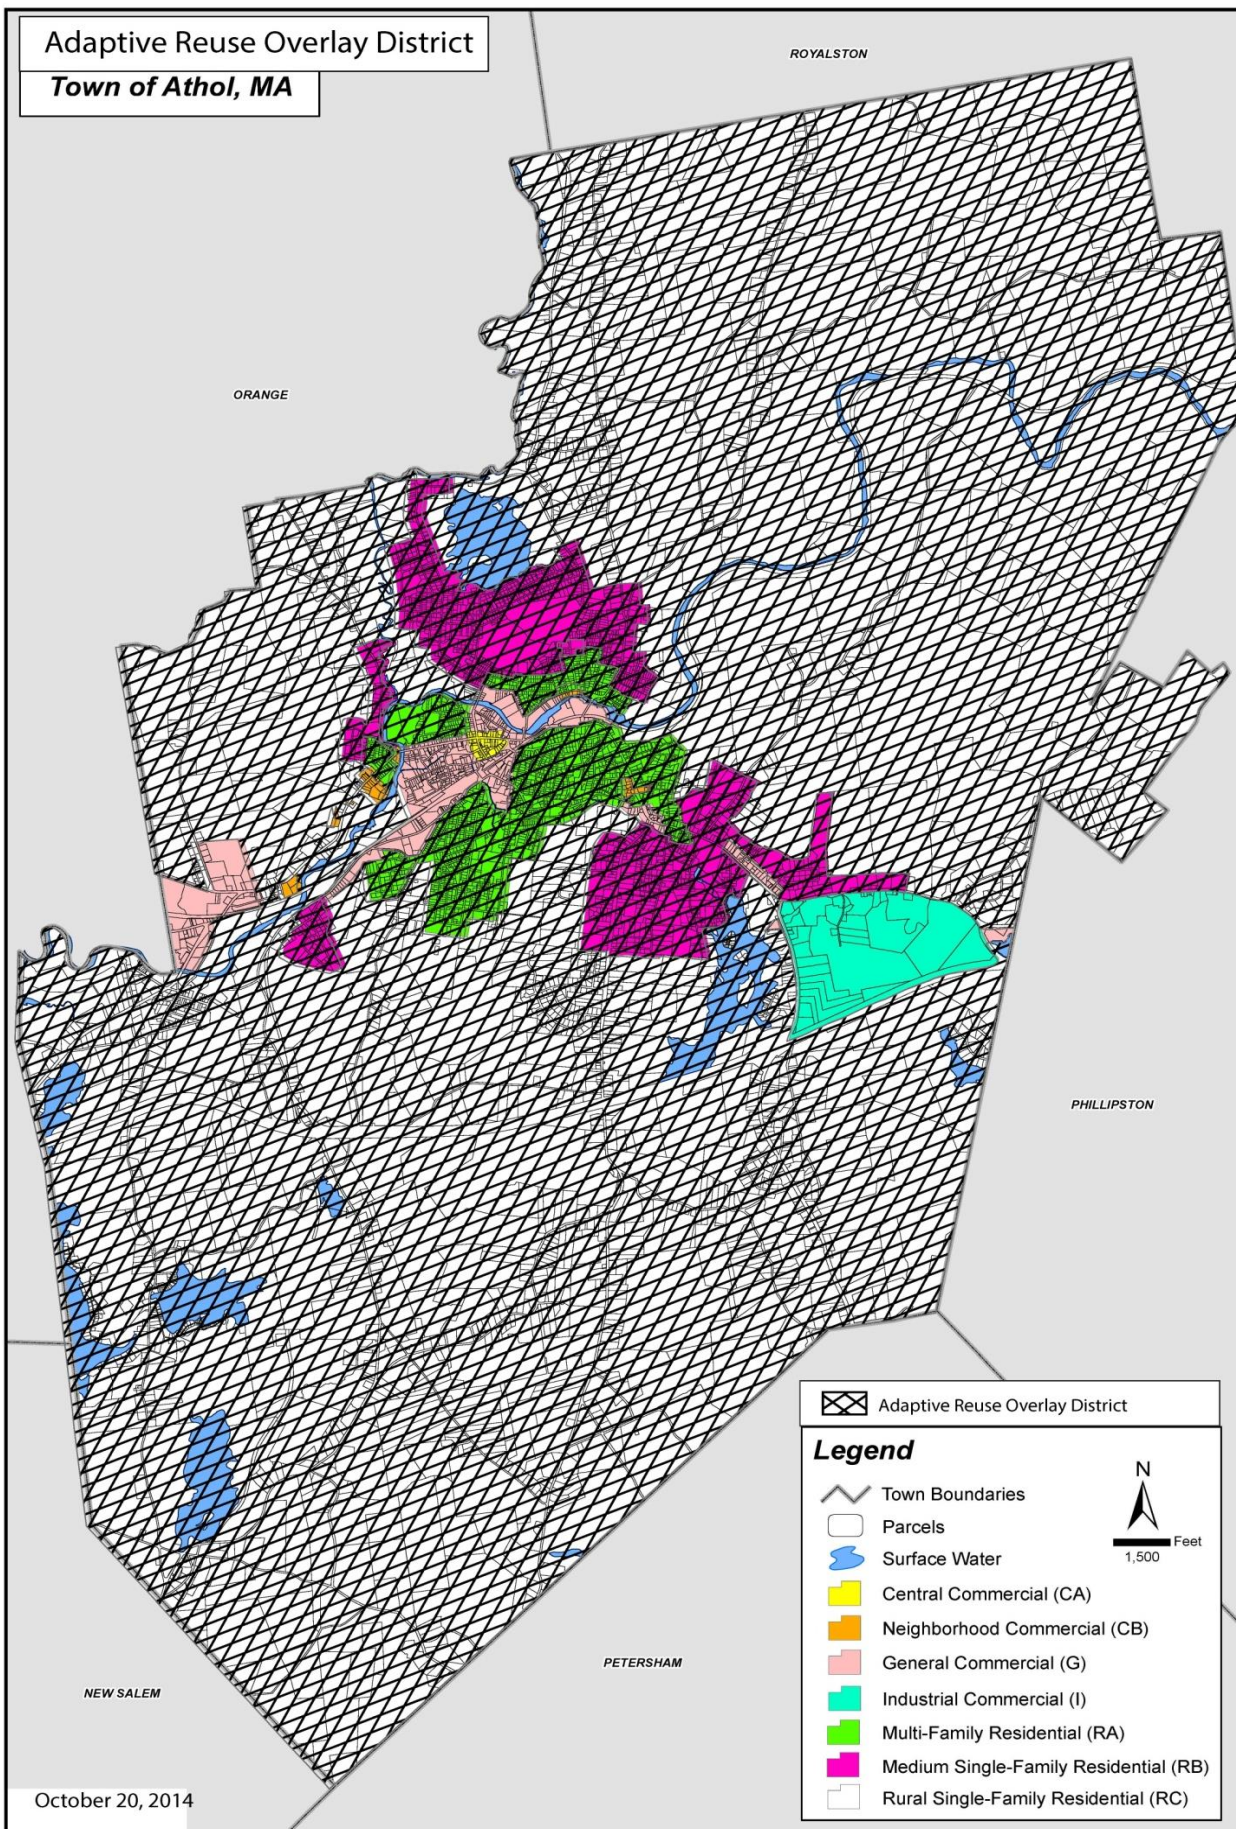 Adaptive Reuse Overlay District
Town of Athol, MA
ROYALSTON
ORANGE
PHILLIPSTON
PETERSHAM
NEW SALEM
Adaptive Reuse Overlay District
Legend
Town Boundaries
Parcels
Surface Water
Central Commercial (CA)
Neighborhood Commercial (CB)
General Commercial (G)
Industrial Commercial (I)
Multi-Family Residential (RA)
Medium Single-Family Residential (RB)
Rural Single-Family Residential (RC)
N
Feet
1,500
October 20, 2014